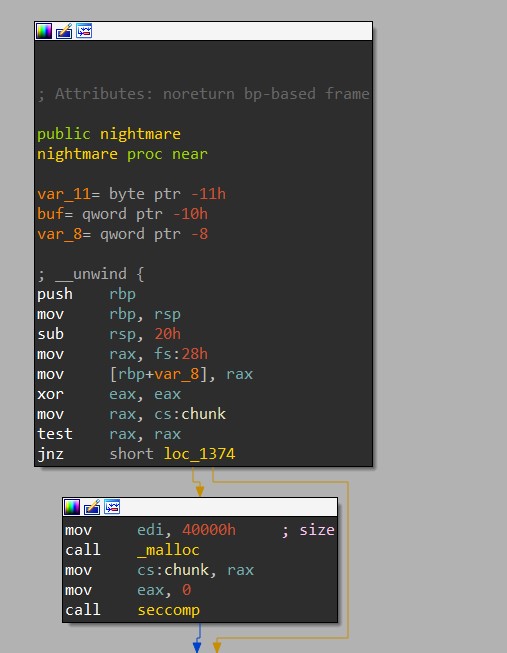 ; Attributes: noreturn bp-based frame
public nightmare
nightmare proc near
var_11= byte ptr -11h
buf= qword ptr -10h
var_8= qword ptr -8
; __unwind {
push rbp
mov rbp, rsp
sub rsp, 20h
mov rax, fs:28h
mov [rbp+var_8], rax
xor eax, eax
mov rax, cs:chunk
test rax, rax
jnz short loc_1374
mov edi, 40000h ; size
call _malloc
mov cs:chunk, rax
mov eax, 0
call seccomp